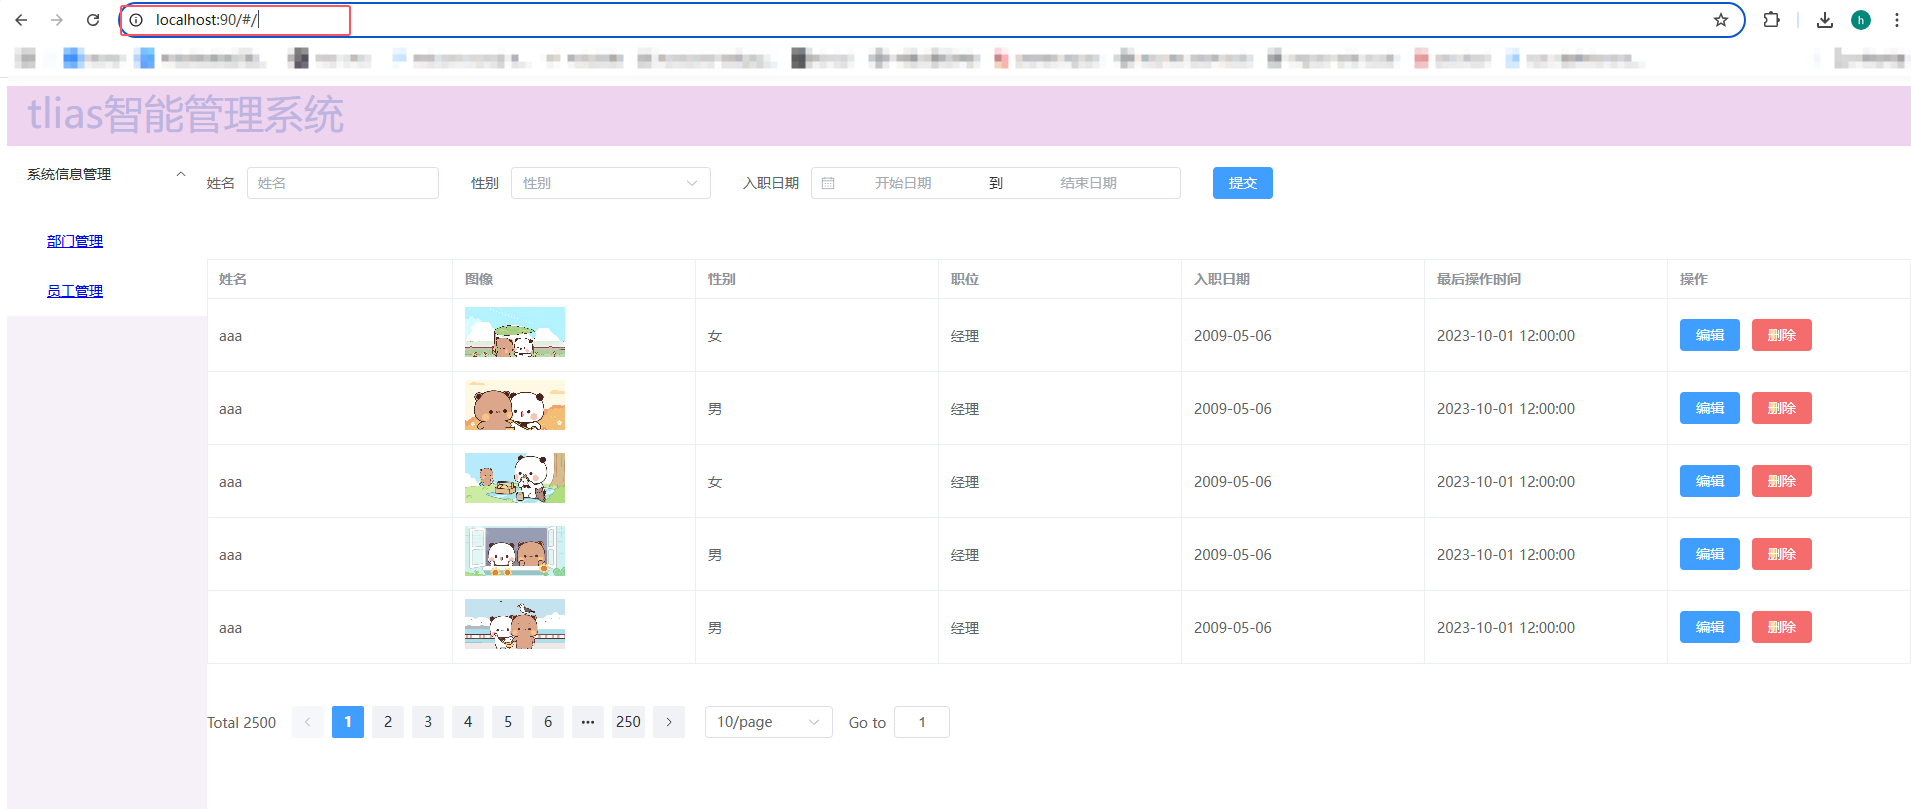 localhost:90/#/
h
tlias智能管理系统
系统信息管理
部门管理
员工管理
姓名 姓名 性别 性别 入职日期 开始日期 到 结束日期 提交
姓名 图像 性别 职位 入职日期 最后操作时间 操作
aaa 女 经理 2009-05-06 2023-10-01 12:00:00 编辑 删除
aaa 男 经理 2009-05-06 2023-10-01 12:00:00 编辑 删除
aaa 女 经理 2009-05-06 2023-10-01 12:00:00 编辑 删除
aaa 男 经理 2009-05-06 2023-10-01 12:00:00 编辑 删除
aaa 男 经理 2009-05-06 2023-10-01 12:00:00 编辑 删除
Total 2500 1 2 3 4 5 6 ••• 250 10/page Go to 1